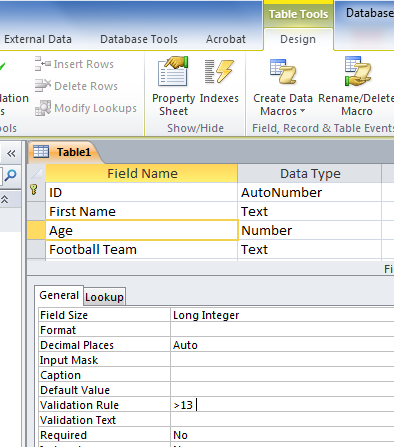 Table Tools
Database
External Data
Database Tools
Acrobat
Design
Insert Rows
Delete Rows
Modify Lookups
Property Sheet
Indexes
Create Data Macros
Rename/Delete Macro
Show/Hide
Field, Record & Table Events
Table1
Field Name Data Type
ID AutoNumber
First Name Text
Age Number
Football Team Text
General Lookup
Field Size Long Integer
Format
Decimal Places Auto
Input Mask
Caption
Default Value
Validation Rule >13
Validation Text
Required No